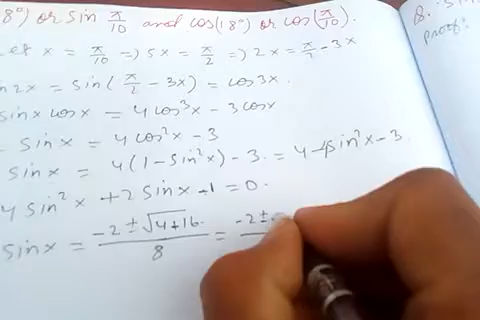 8°) or sin π/10 and cos(18°) or cos(π/10).
x = π/10 => 5x = π/2 => 2x = π/2 - 3x
in 2x = sin(π/2 - 3x) = cos3x.
sinx cosx = 4cos³x - 3cosx
sinx = 4cos²x - 3
sinx = 4(1-sin²x) - 3. = 4-4sin²x-3.
4sin²x + 2sinx - 1 = 0.
sinx = -2 ± √4+16. / 8 = -2 ±
8.
proof: